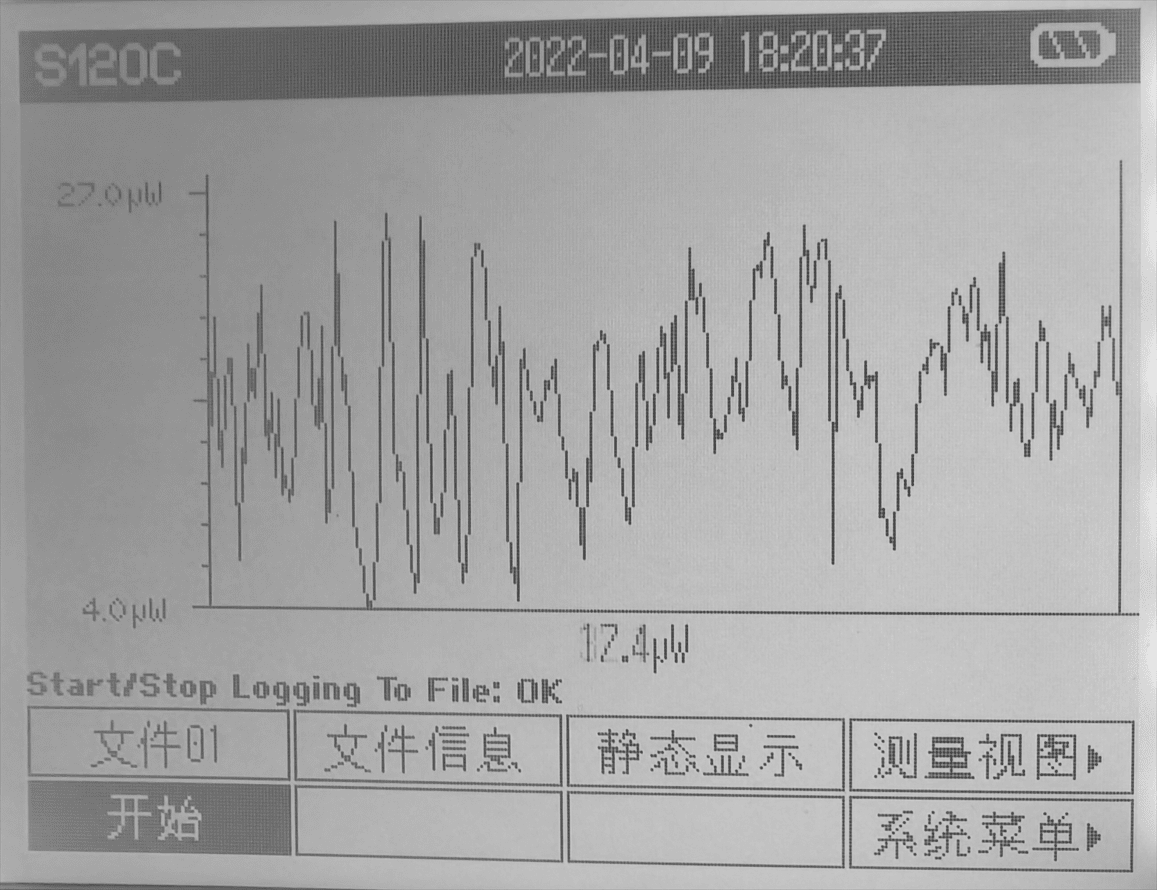 S120C 2022-04-09 18:20:37
27.0µW
4.0µW
17.4µW
Start/Stop Logging To File: OK
文件01 文件信息 静态显示 测量视图▶
开始 系统菜单▶